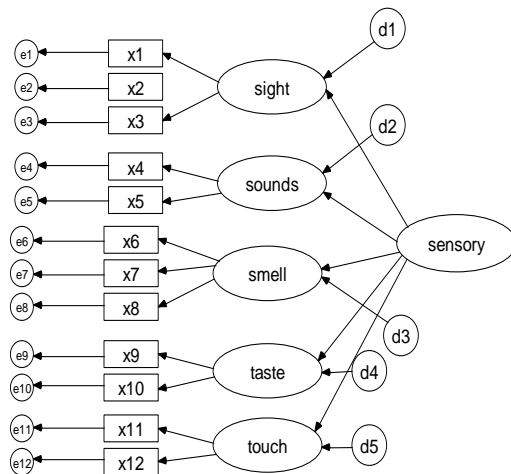 d1
e1 x1
e2 x2
sight
e3 x3
d2
e4 x4
sounds
e5 x5
e6 x6
sensory
e7 x7
smell
e8 x8
d3
e9 x9
taste
d4
e10 x10
e11 x11
touch
d5
e12 x12